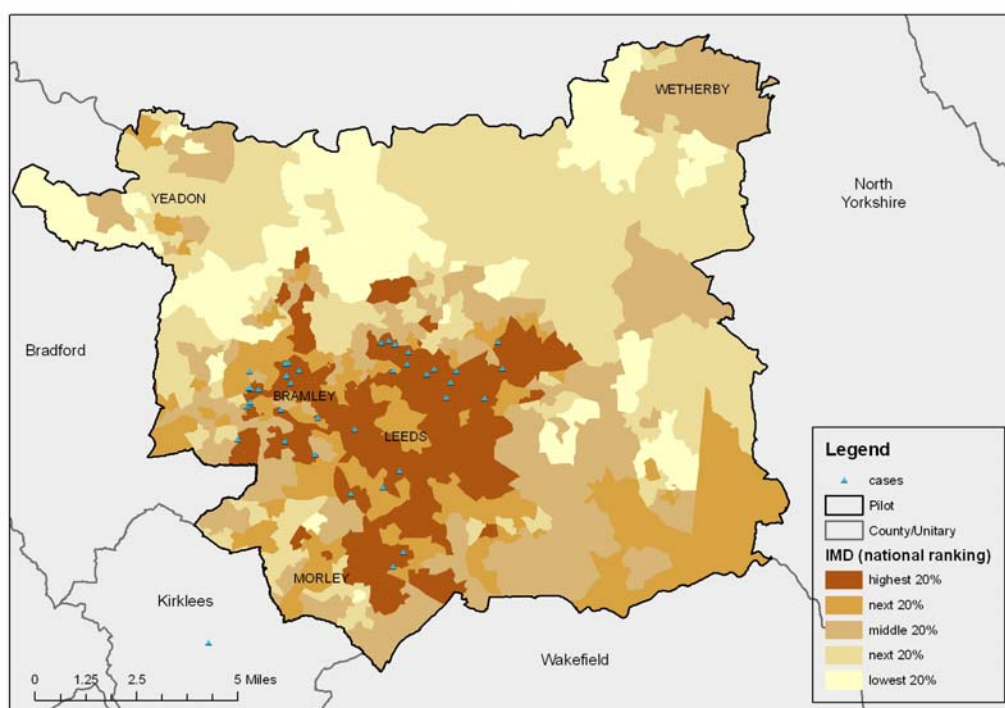 WETHERBY
YEADON
North
Yorkshire
Bradford
BRAMLEY
LEEDS
MORLEY
Kirklees
Wakefield
0 1.25 2.5 5 Miles
Legend
cases
Pilot
County/Unitary
IMD (national ranking)
highest 20%
next 20%
middle 20%
next 20%
lowest 20%